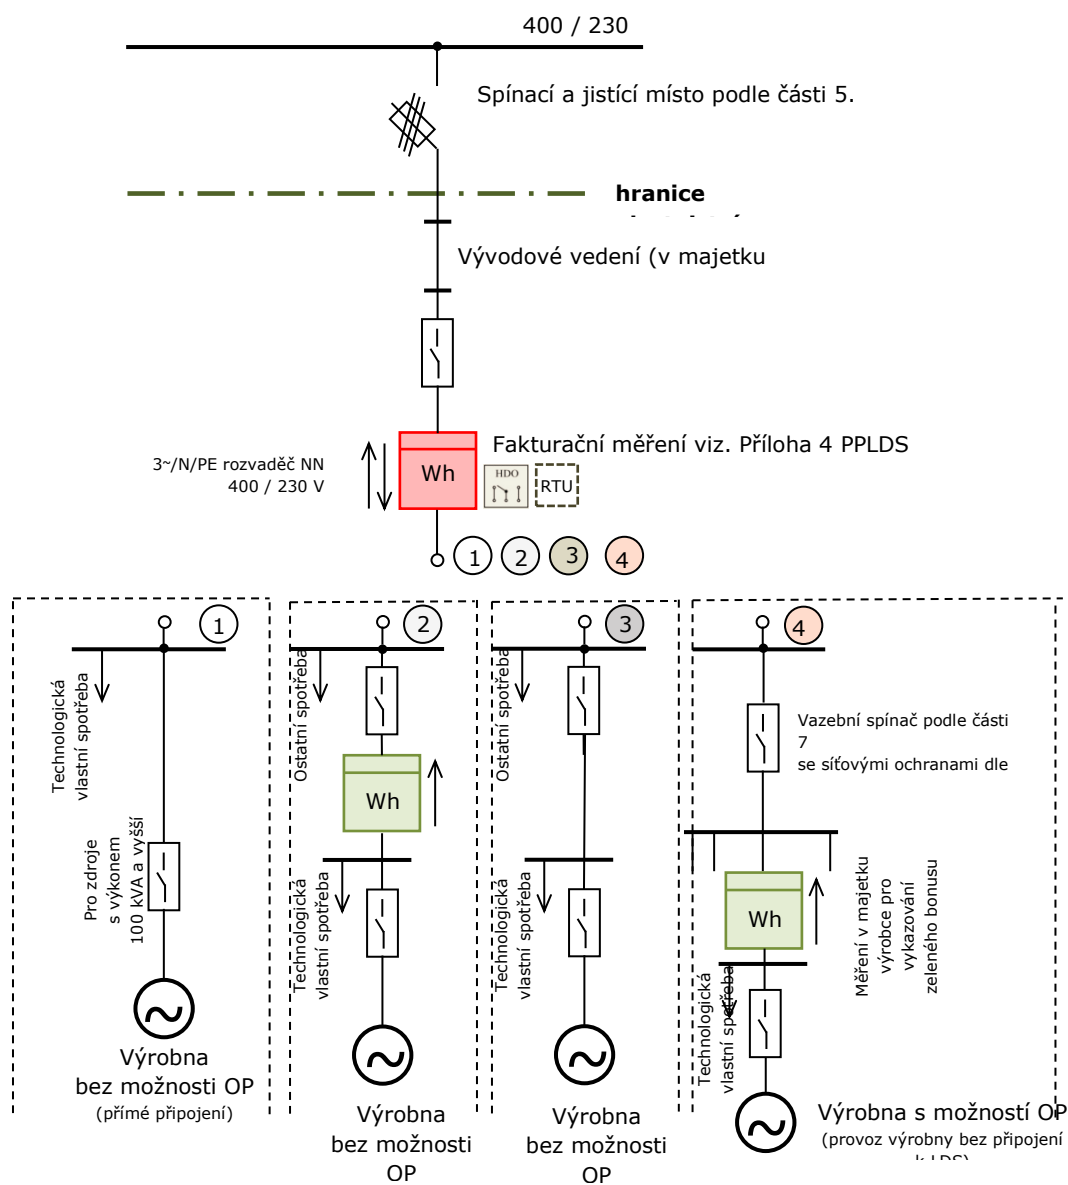 400 / 230
Spínací a jistící místo podle části 5.
hranice
Vývodové vedení (v majetku
Fakturační měření viz. Příloha 4 PPLDS
3~/N/PE rozvaděč NN
400 / 230 V
Wh
HDO
RTU
1
2
3
4
1
Technologická
vlastní spotřeba
Pro zdroje
s výkonem
100 kVA a vyšší
Výrobna
bez možnosti OP
(přímé připojení)
2
Ostatní spotřeba
Wh
Technologická
vlastní spotřeba
Výrobna
bez možnosti
OP
3
Ostatní spotřeba
Technologická
vlastní spotřeba
Výrobna
bez možnosti
OP
4
Vazební spínač podle části
7
se síťovými ochranami dle
Wh
Měření v majetku
výrobce pro
vykazování
zeleného bonusu
Technologická
vlastní spotřeba
Výrobna s možností OP
(provoz výrobny bez připojení
k LDS)